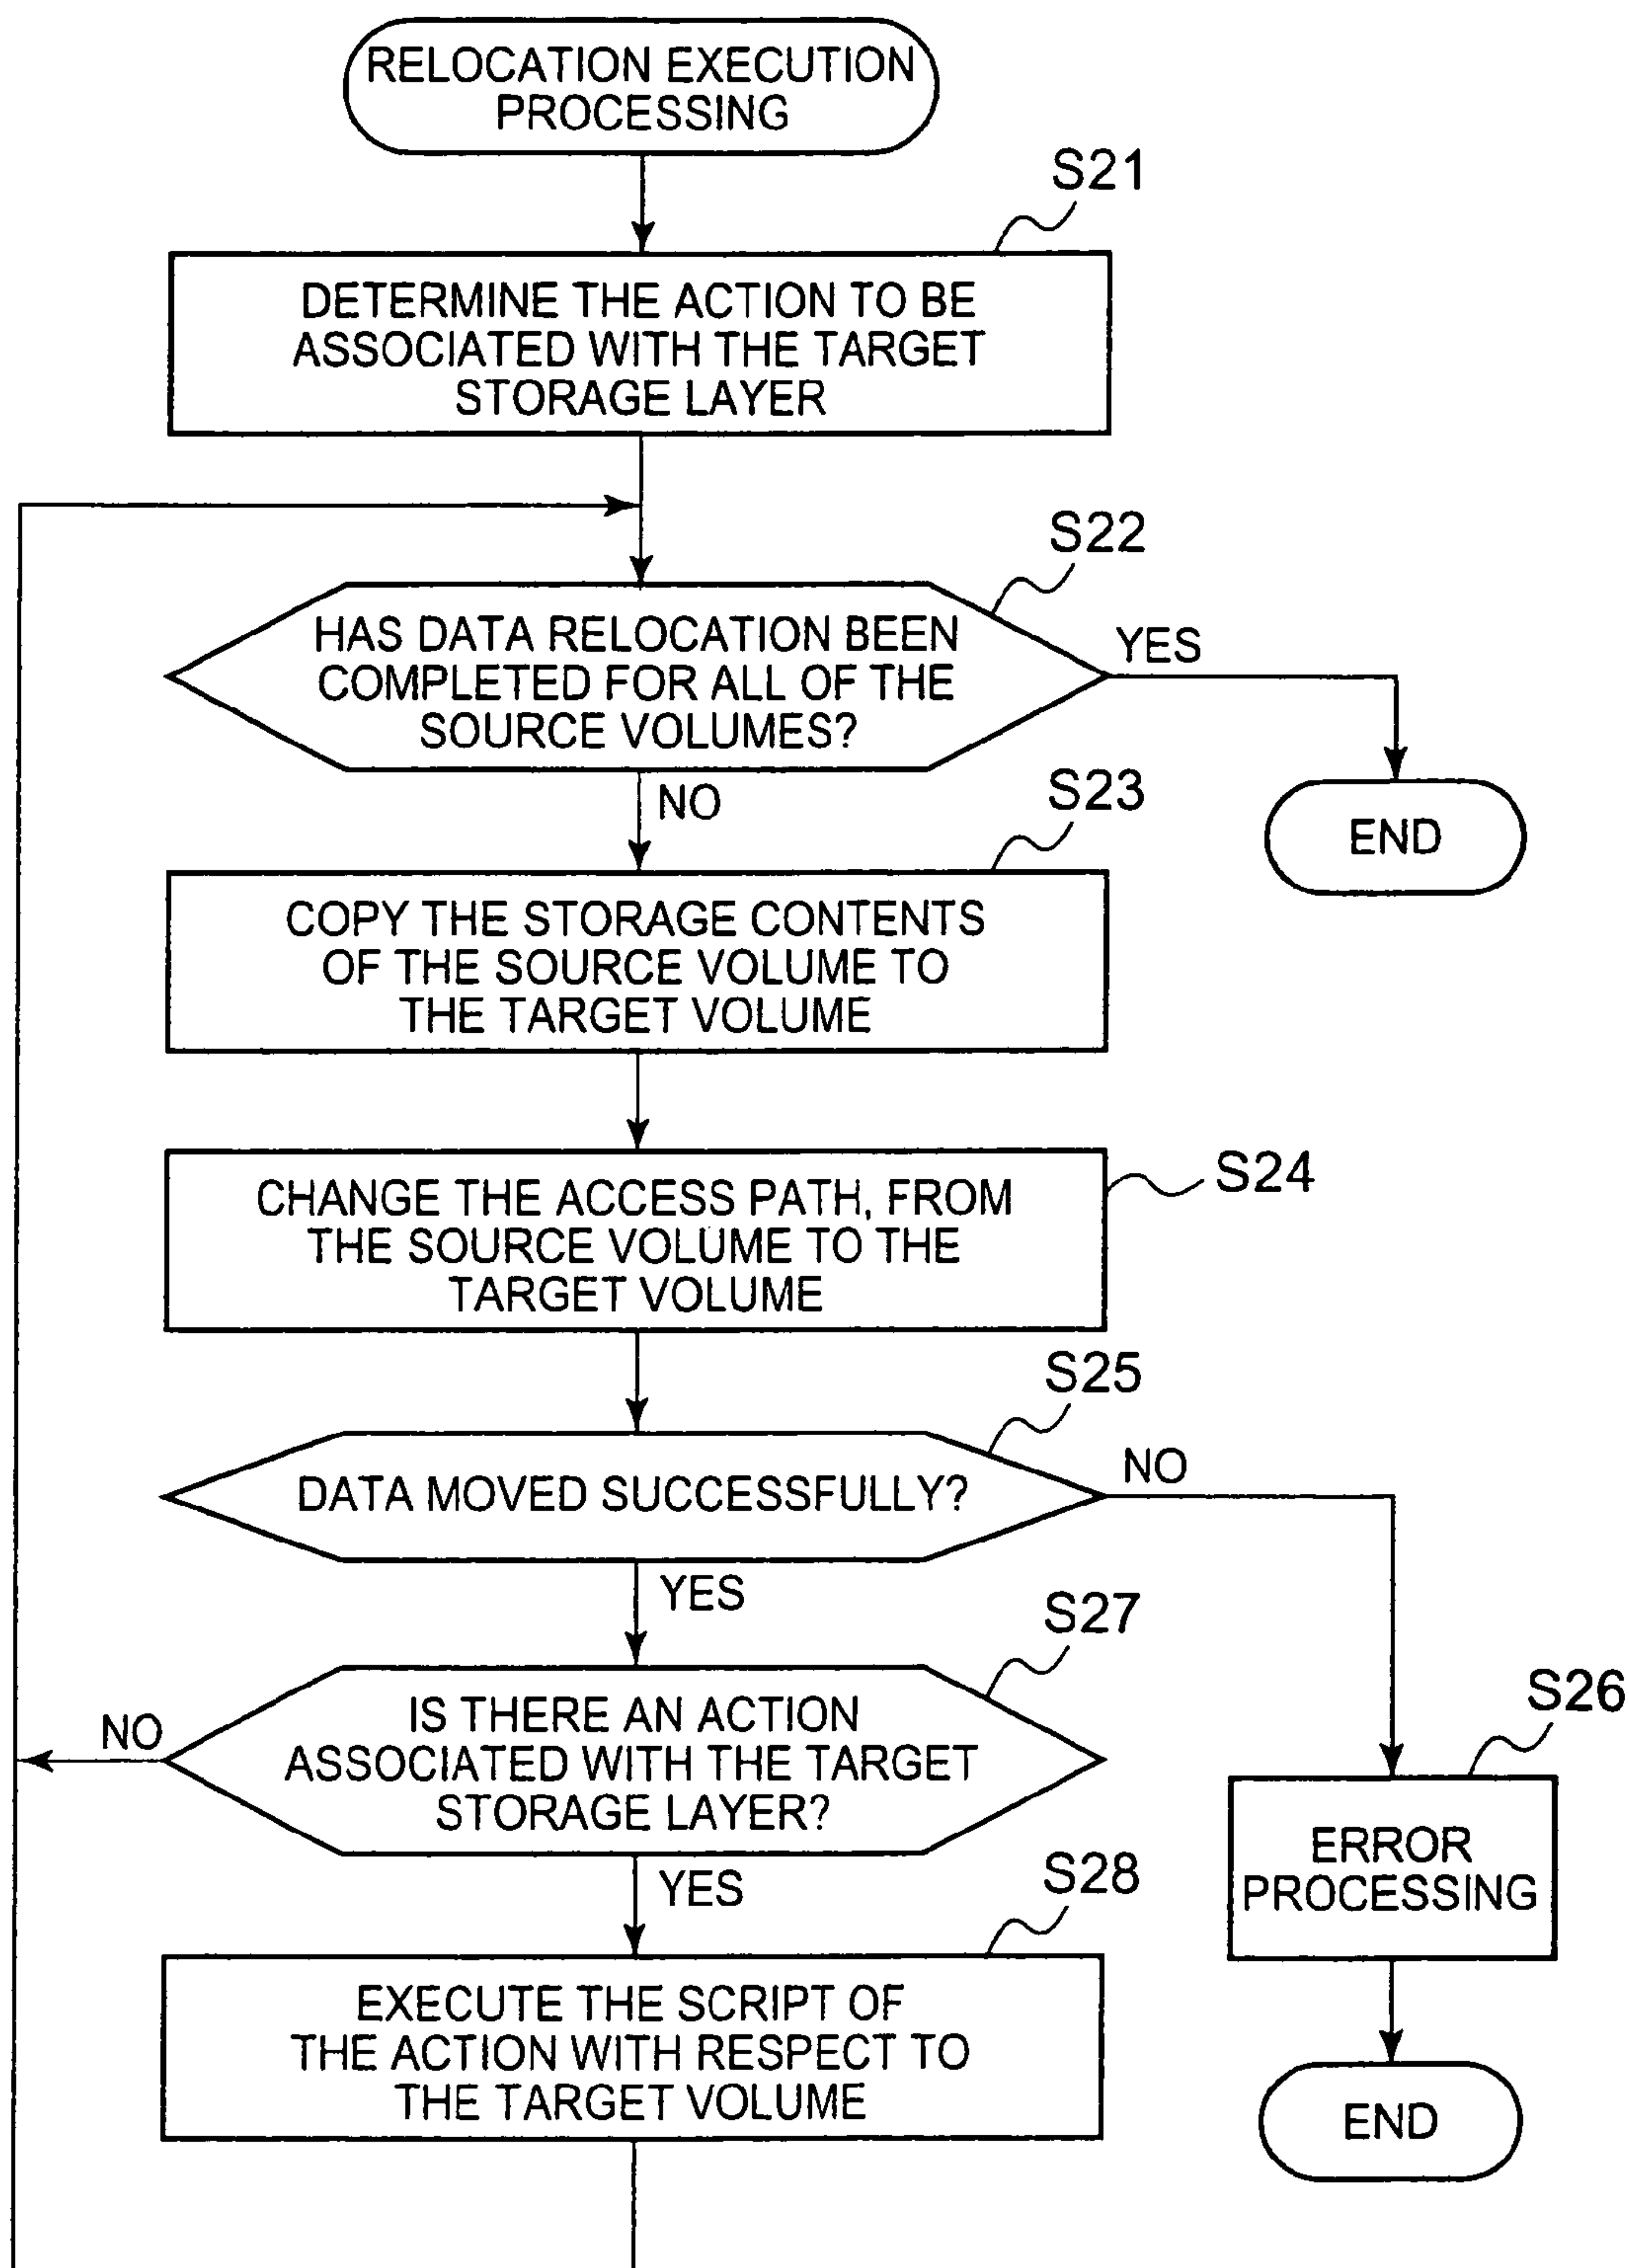 RELOCATION EXECUTION
PROCESSING
S21
DETERMINE THE ACTION TO BE
ASSOCIATED WITH THE TARGET
STORAGE LAYER
S22
HAS DATA RELOCATION BEEN
COMPLETED FOR ALL OF THE
SOURCE VOLUMES?
YES
END
NO
S23
COPY THE STORAGE CONTENTS
OF THE SOURCE VOLUME TO
THE TARGET VOLUME
S24
CHANGE THE ACCESS PATH, FROM
THE SOURCE VOLUME TO THE
TARGET VOLUME
S25
DATA MOVED SUCCESSFULLY?
NO
YES
S27
IS THERE AN ACTION
ASSOCIATED WITH THE TARGET
STORAGE LAYER?
NO
S26
ERROR
PROCESSING
END
YES
S28
EXECUTE THE SCRIPT OF
THE ACTION WITH RESPECT TO
THE TARGET VOLUME